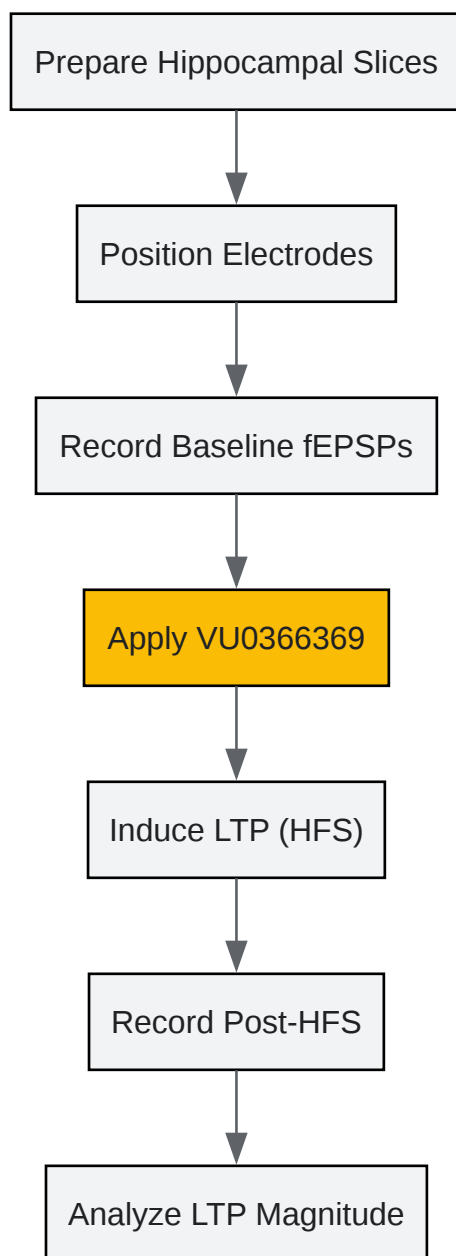 Prepare Hippocampal Slices
Position Electrodes
Record Baseline fEPSPs
Apply VU0366369
Induce LTP (HFS)
Record Post-HFS
Analyze LTP Magnitude